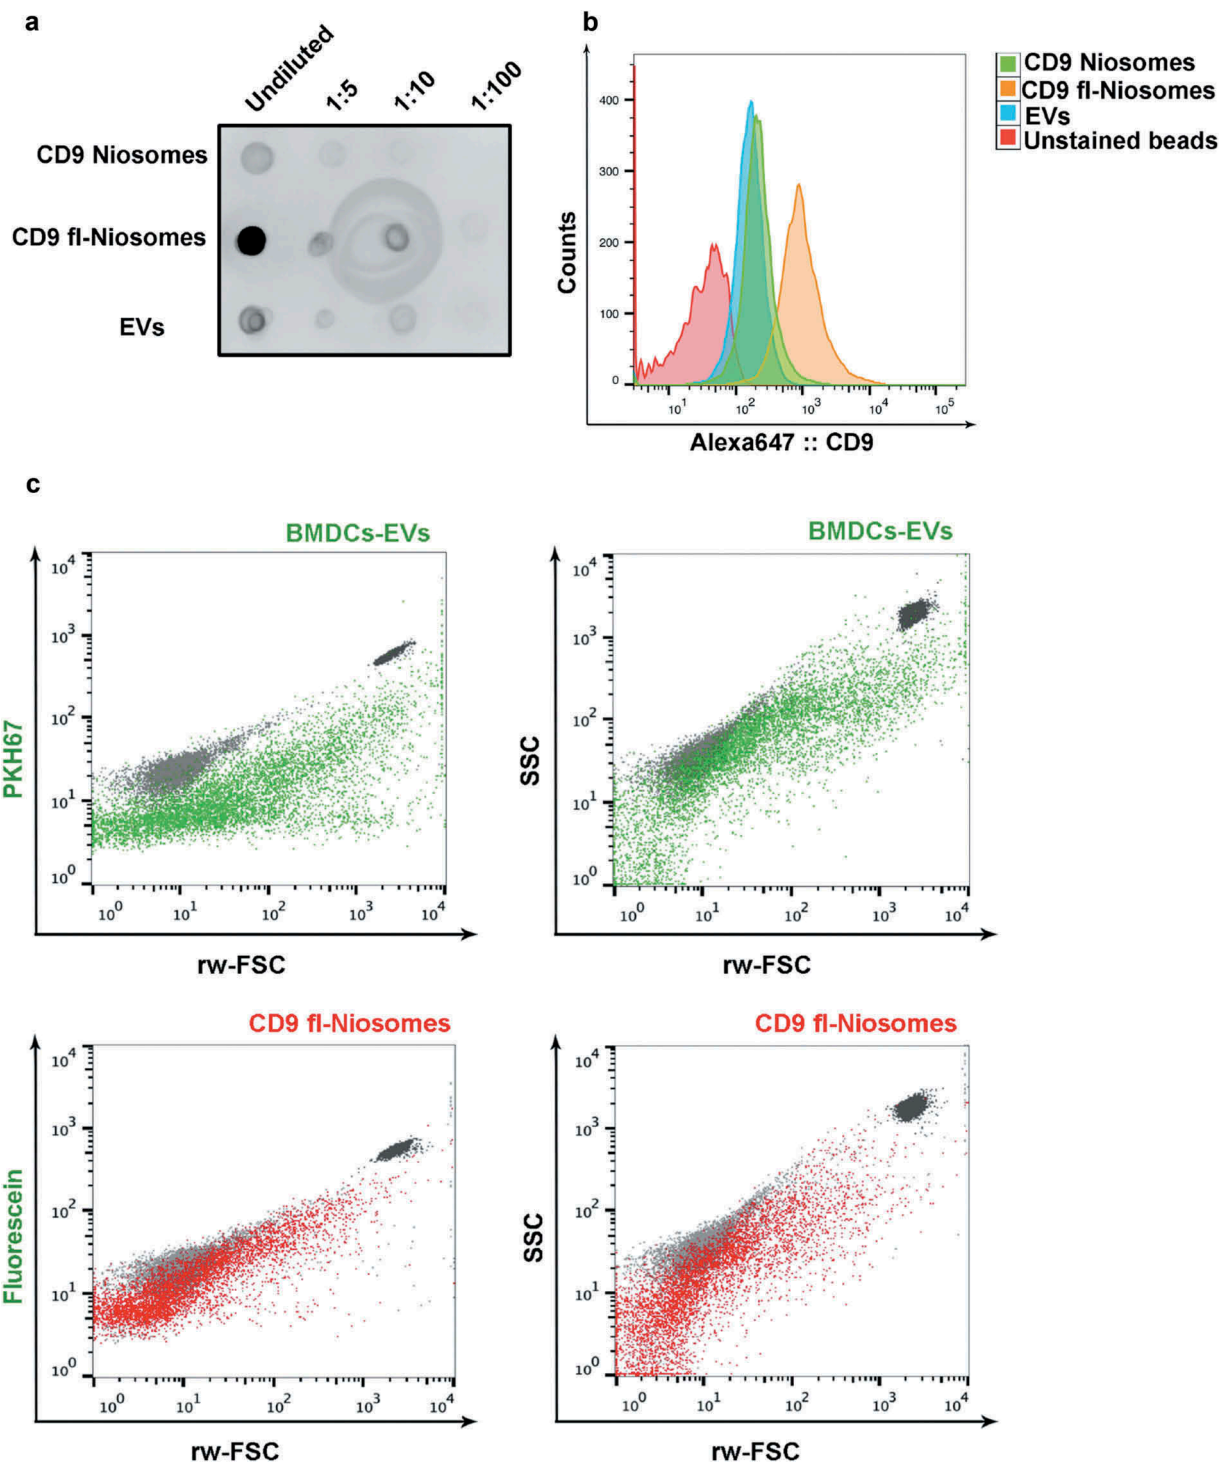 a
Undiluted 1:5 1:10 1:100
CD9 Niosomes
CD9 fl-Niosomes
EVs
b
Counts
400
300
200
100
0
10¹ 10² 10³ 10⁴ 10⁵
Alexa647 :: CD9
CD9 Niosomes
CD9 fl-Niosomes
EVs
Unstained beads
c
BMDCs-EVs
PKH67
10⁴
10³
10²
10¹
10⁰
10⁰ 10¹ 10² 10³ 10⁴
rw-FSC
BMDCs-EVs
SSC
10⁴
10³
10²
10¹
10⁰
10⁰ 10¹ 10² 10³ 10⁴
rw-FSC
CD9 fl-Niosomes
Fluorescein
10⁴
10³
10²
10¹
10⁰
10⁰ 10¹ 10² 10³ 10⁴
rw-FSC
CD9 fl-Niosomes
SSC
10⁴
10³
10²
10¹
10⁰
10⁰ 10¹ 10² 10³ 10⁴
rw-FSC